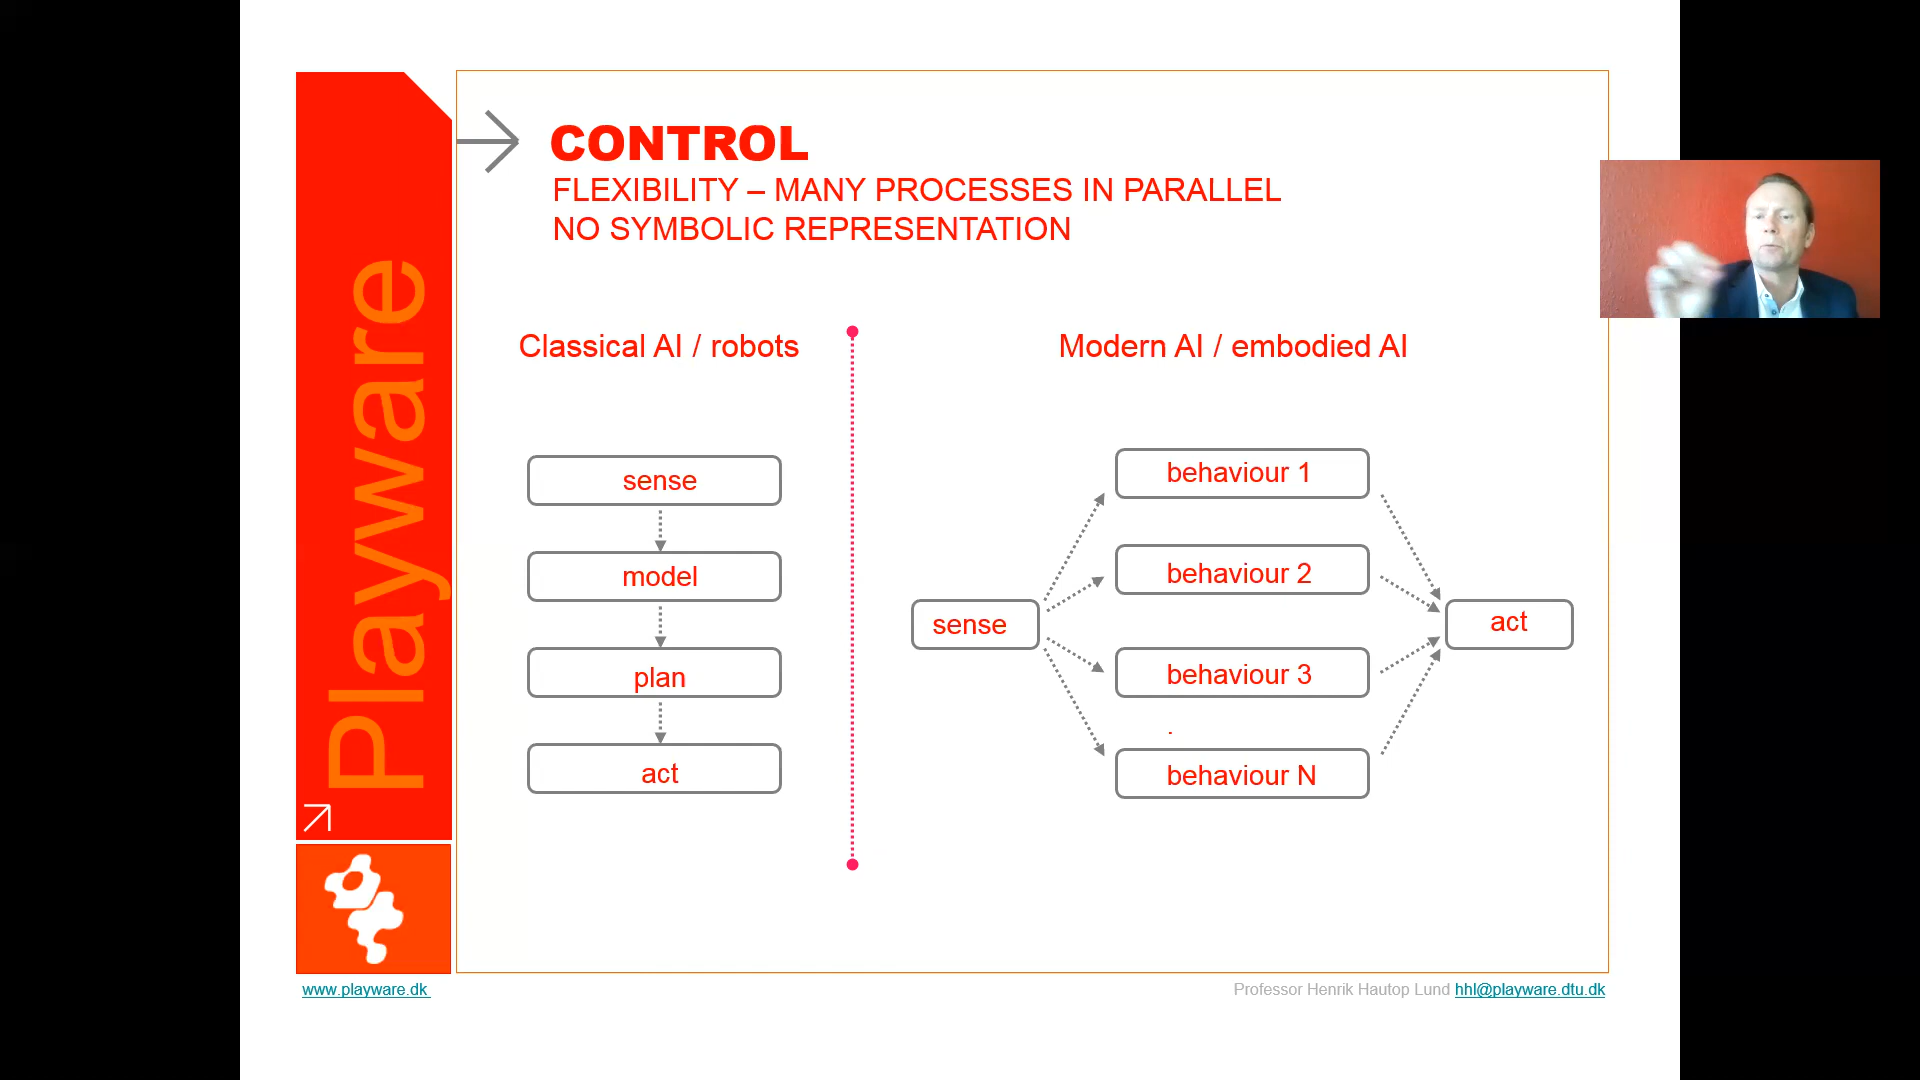 Playware
CONTROL
FLEXIBILITY – MANY PROCESSES IN PARALLEL
NO SYMBOLIC REPRESENTATION
Classical AI / robots
sense
model
plan
act
Modern AI / embodied AI
sense
behaviour 1
behaviour 2
behaviour 3
.
behaviour N
act
www.playware.dk
Professor Henrik Hautop Lund hhl@playware.dtu.dk